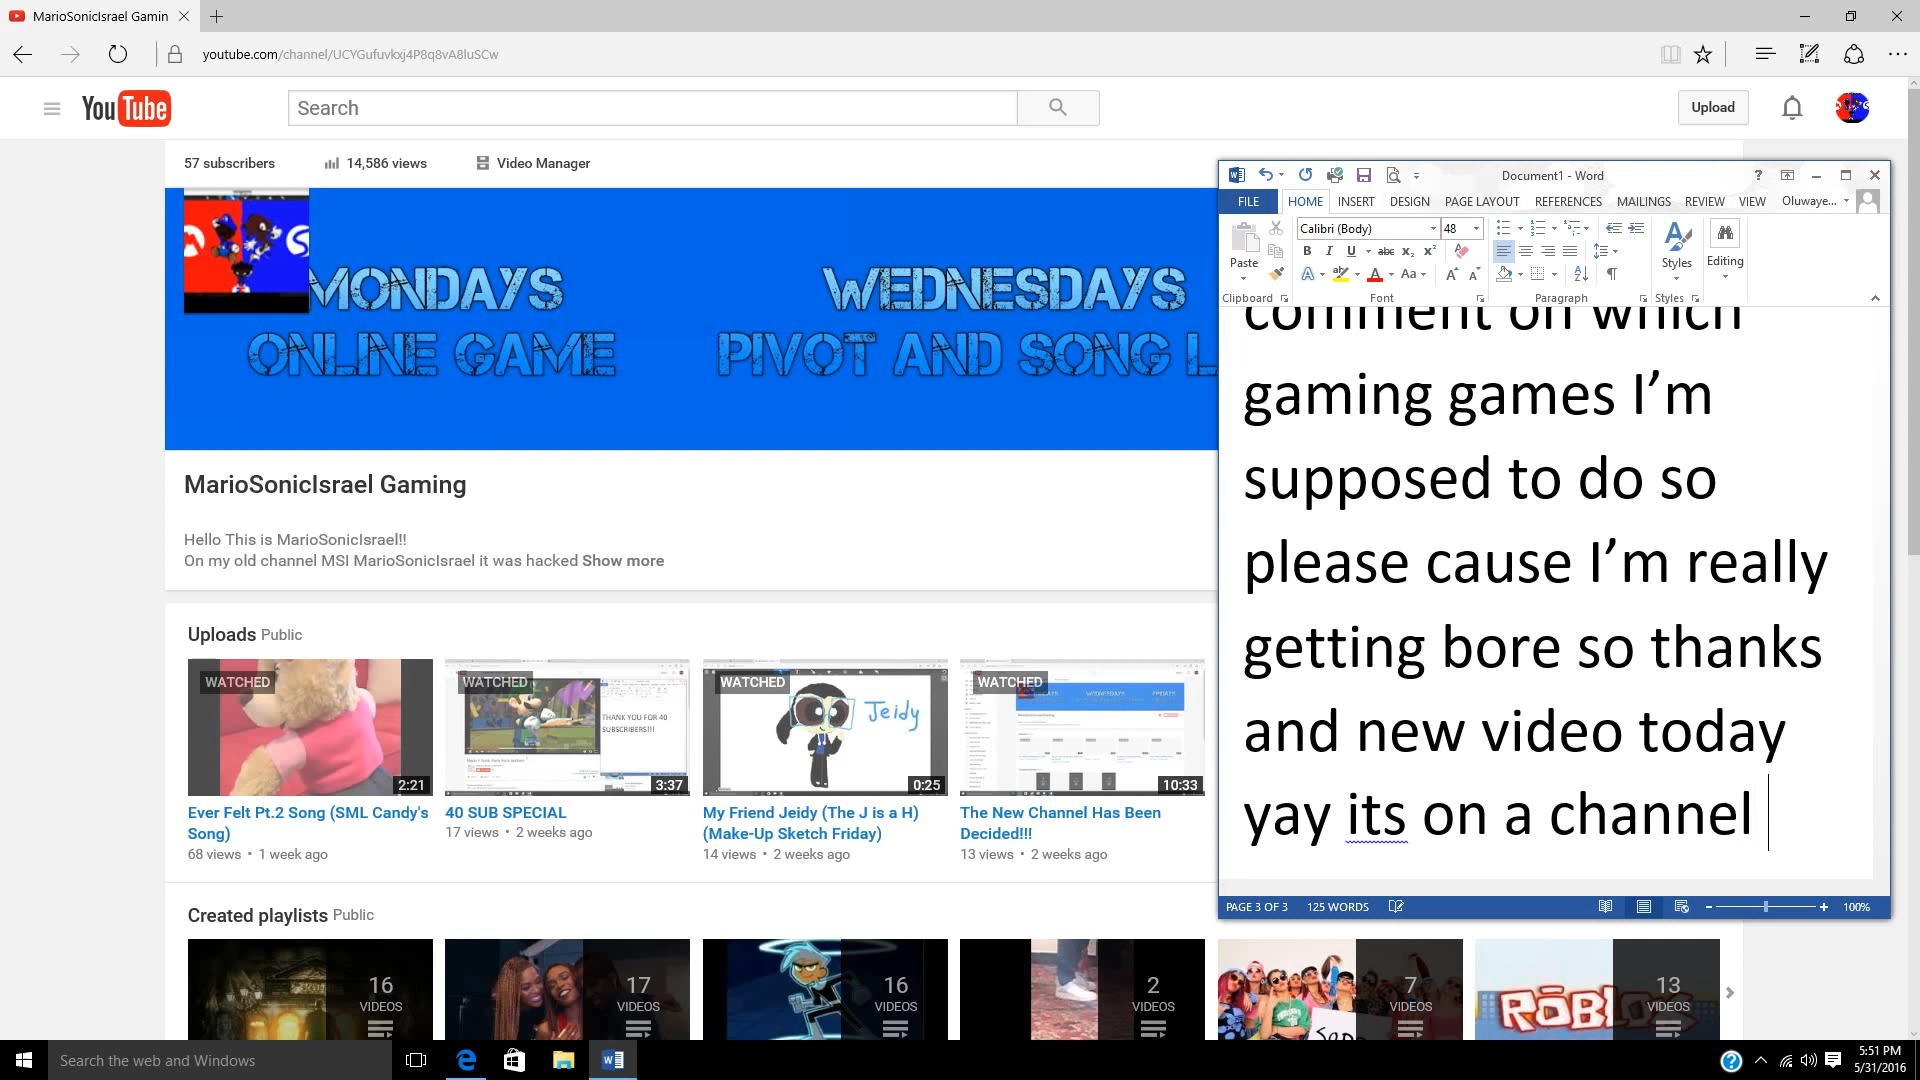 MarioSonicIsrael Gamin
youtube.com/channel/UCYGufuvkxj4P8q8vA8luSCw
YouTube
Search
Upload
57 subscribers
14,586 views
Video Manager
MONDAYS
WEDNESDAYS
ONLINE GAME
PIVOT AND SONG L
MarioSonicIsrael Gaming
Hello This is MarioSonicIsrael!!
On my old channel MSI MarioSonicIsrael it was hacked Show more
Uploads Public
WATCHED
2:21
Ever Felt Pt.2 Song (SML Candy's
Song)
68 views • 1 week ago
WATCHED
THANK YOU FOR 40
SUBSCRIBERS!!!
3:37
40 SUB SPECIAL
17 views • 2 weeks ago
WATCHED
Jeidy
0:25
My Friend Jeidy (The J is a H)
(Make-Up Sketch Friday)
14 views • 2 weeks ago
WATCHED
10:33
The New Channel Has Been
Decided!!!
13 views • 2 weeks ago
Created playlists Public
16
VIDEOS
17
VIDEOS
16
VIDEOS
2
VIDEOS
7
VIDEOS
ROBL
13
VIDEOS
Document1 - Word
FILE
HOME
INSERT
DESIGN
PAGE LAYOUT
REFERENCES
MAILINGS
REVIEW
VIEW
Oluwaye...
Paste
Calibri (Body)
48
Styles
Editing
Clipboard
Font
Paragraph
Styles
comment on which
gaming games I’m
supposed to do so
please cause I’m really
getting bore so thanks
and new video today
yay its on a channel
PAGE 3 OF 3
125 WORDS
100%
Search the web and Windows
5:51 PM
5/31/2016